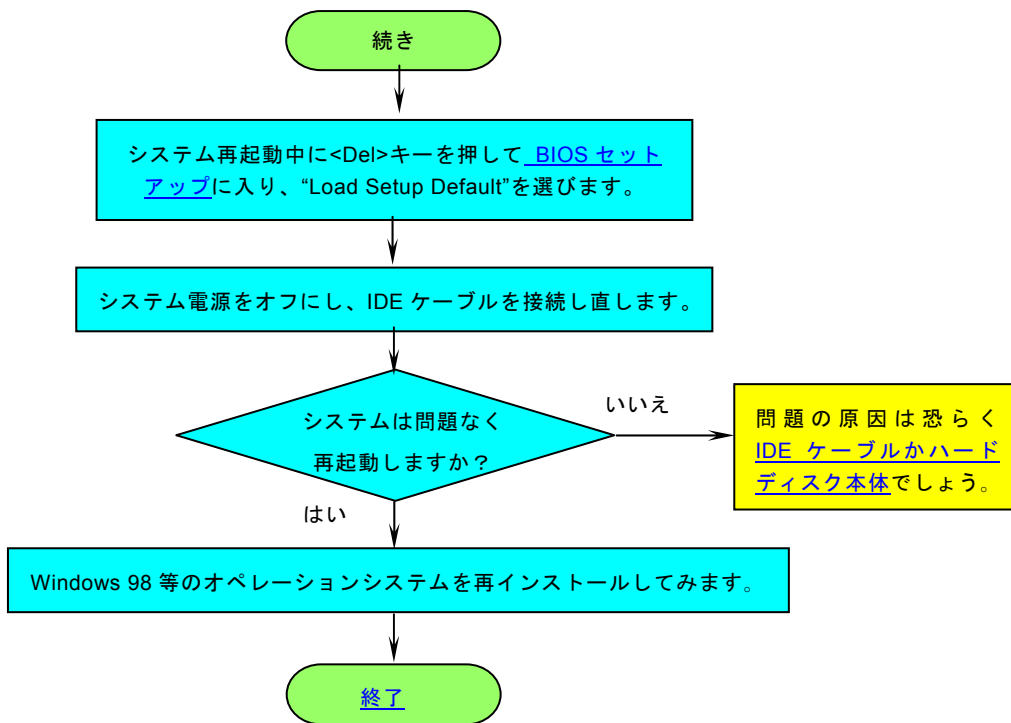 続き
システム再起動中に<Del>キーを押して BIOS セット
アップに入り、“Load Setup Default”を選びます。
システム電源をオフにし、IDE ケーブルを接続し直します。
システムは問題なく
再起動しますか？
いいえ
問題の原因は恐らく
IDE ケーブルかハード
ディスク本体でしょう。
はい
Windows 98 等のオペレーションシステムを再インストールしてみます。
終了